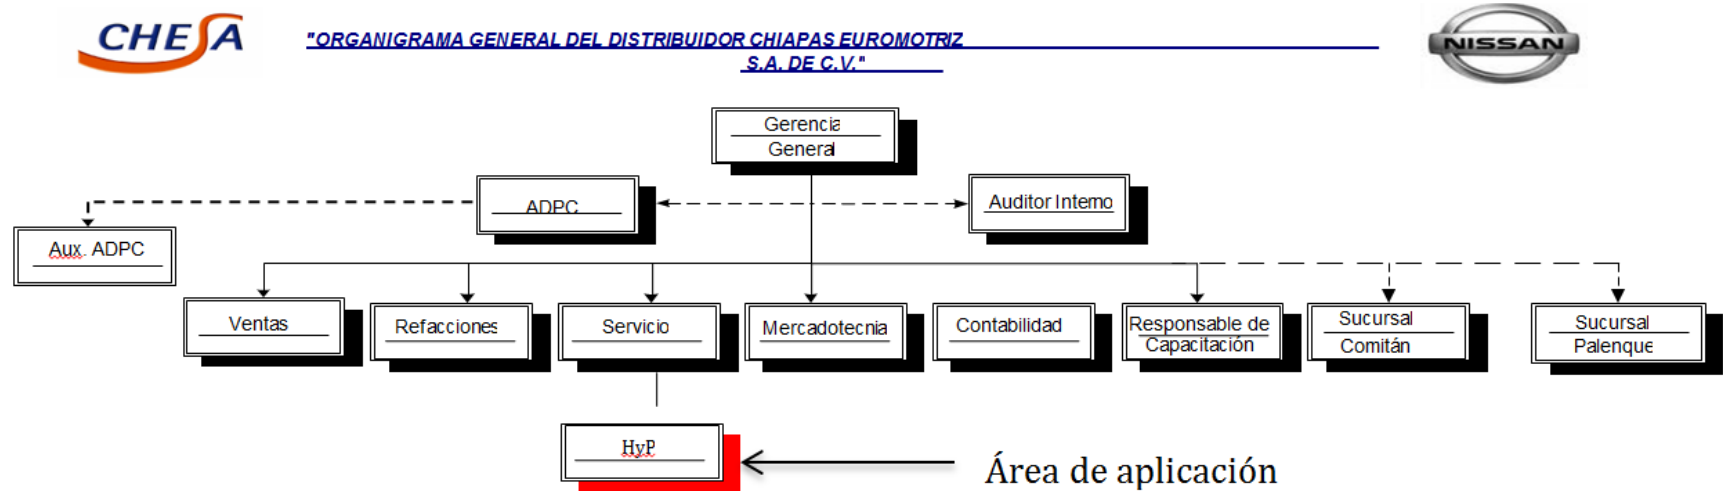 CHESA
"ORGANIGRAMA GENERAL DEL DISTRIBUIDOR CHIAPAS EUROMOTRIZ
S.A. DE C.V."
NISSAN
Gerencia
General
ADPC
Auditor Interno
Aux. ADPC
Ventas
Refacciones
Servicio
Mercadotecnia
Contabilidad
Responsable de
Capacitación
Sucursal
Comitán
Sucursal
Palenque
HyP
Área de aplicación